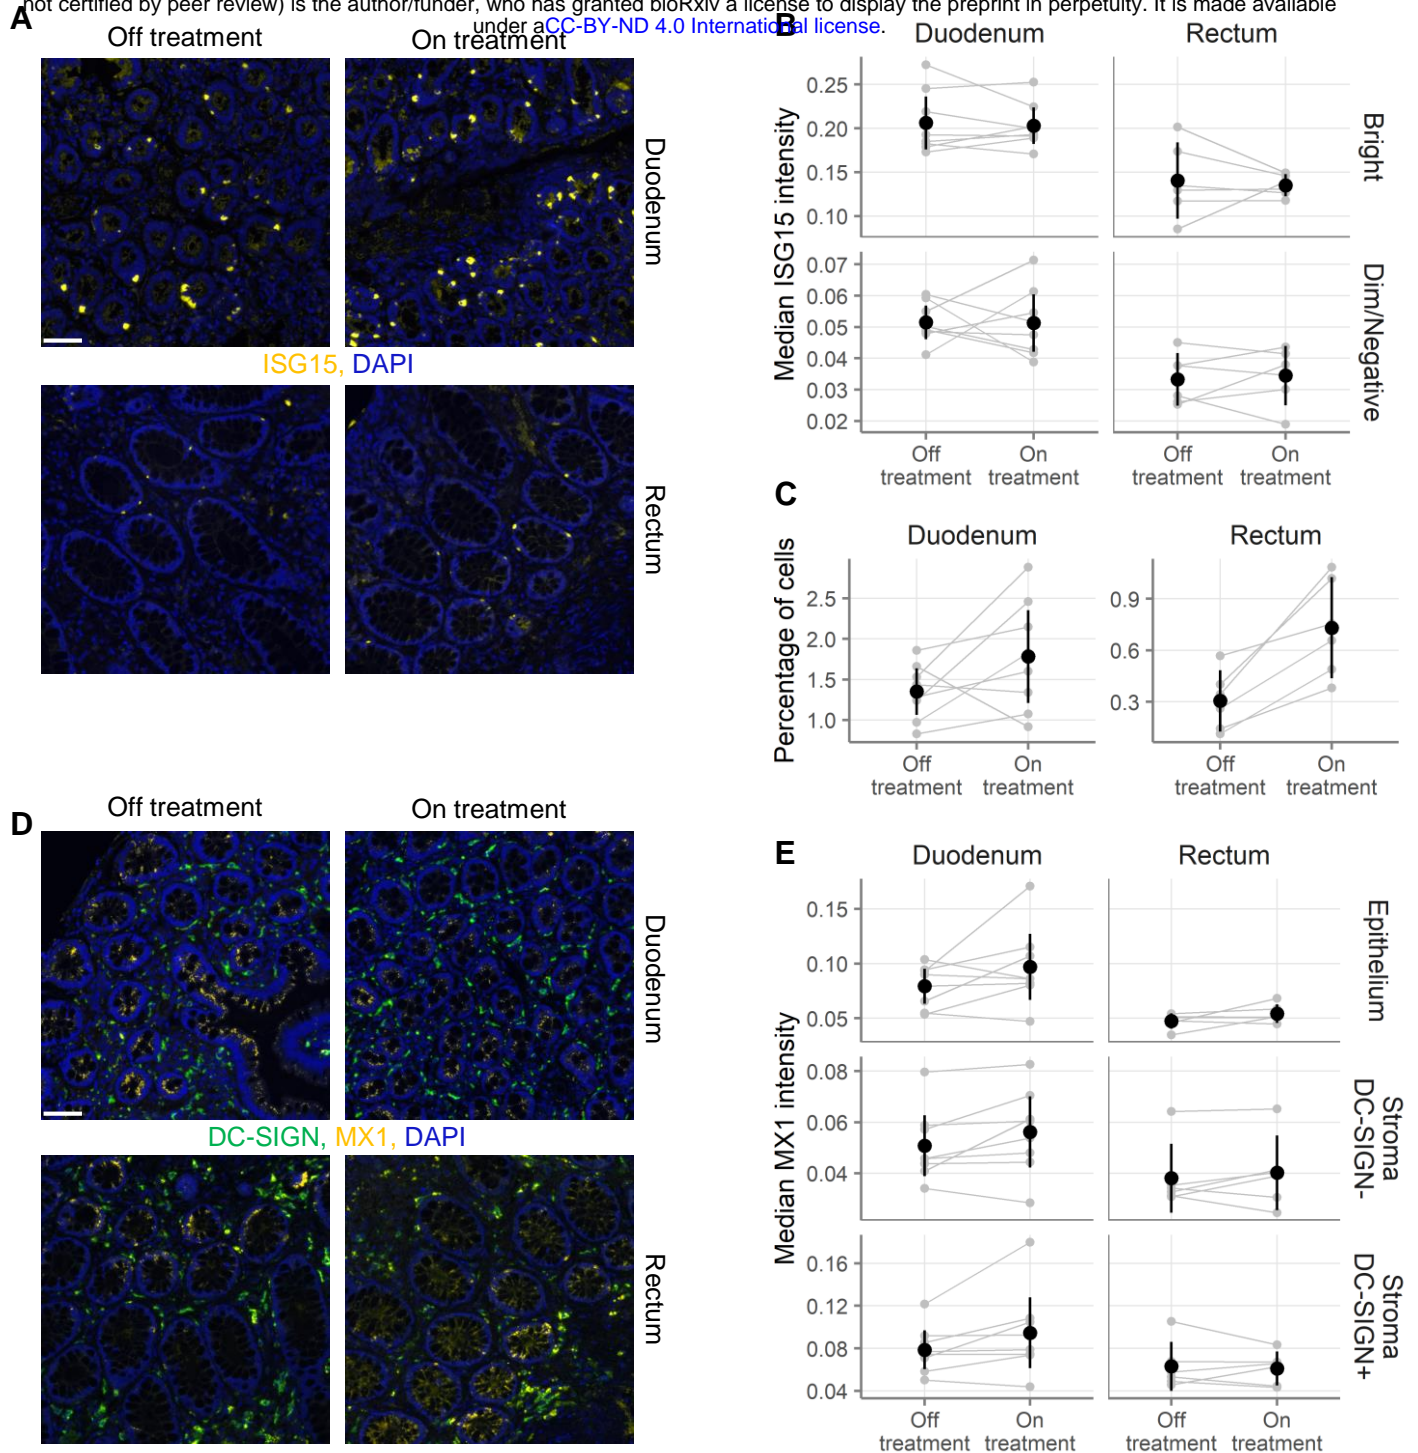 not certified by peer review) is the author/funder, who has granted bioRxiv a license to display the preprint in perpetuity. It is made available
under aCC-BY-ND 4.0 International license.
A
Off treatment
On treatment
Duodenum
ISG15, DAPI
Rectum
B
Duodenum
Rectum
Median ISG15 intensity
0.25
0.20
0.15
0.10
Bright
0.07
0.06
0.05
0.04
0.03
0.02
Dim/Negative
Off
treatment
On
treatment
Off
treatment
On
treatment
C
Duodenum
Rectum
Percentage of cells
2.5
2.0
1.5
1.0
0.9
0.6
0.3
Off
treatment
On
treatment
Off
treatment
On
treatment
D
Off treatment
On treatment
Duodenum
DC-SIGN, MX1, DAPI
Rectum
E
Duodenum
Rectum
Median MX1 intensity
0.15
0.10
0.05
Epithelium
0.08
0.06
0.04
Stroma
DC-SIGN-
0.16
0.12
0.08
0.04
Stroma
DC-SIGN+
Off
treatment
On
treatment
Off
treatment
On
treatment